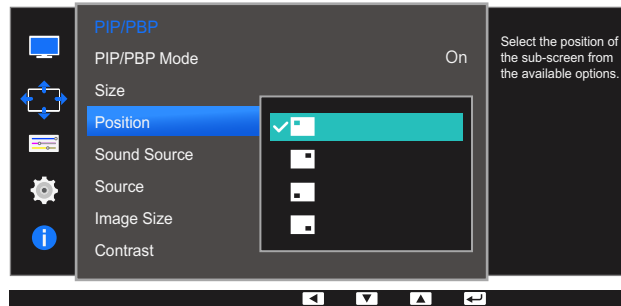 PIP/PBP
PIP/PBP Mode On
Size
Position
Sound Source
Source
Image Size
Contrast
Select the position of
the sub-screen from
the available options.